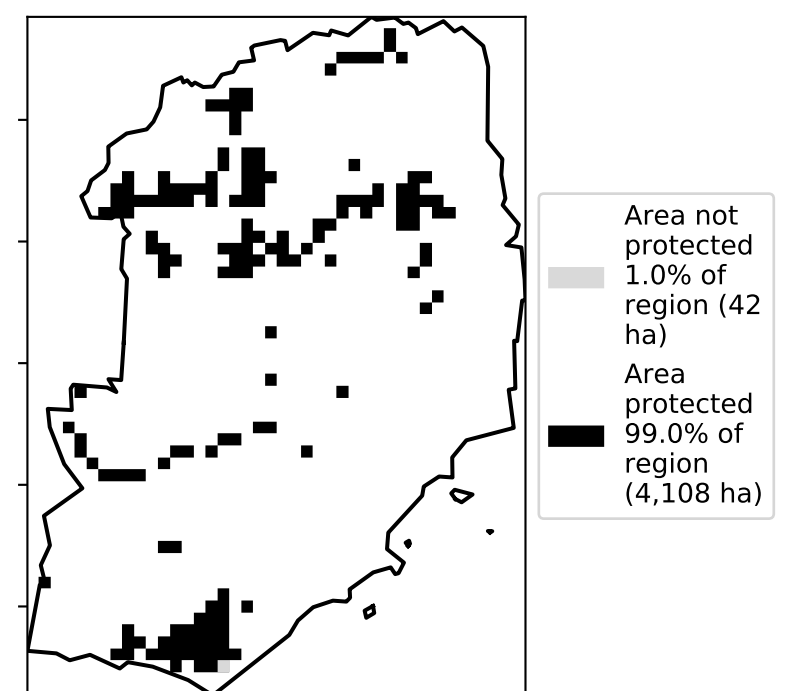 Area not
protected
1.0% of
region (42
ha)
Area
protected
99.0% of
region
(4,108 ha)